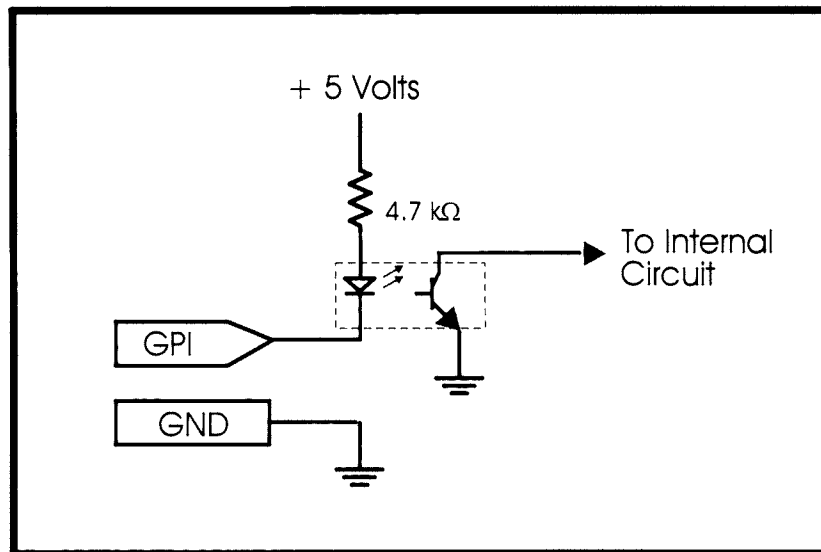 + 5 Volts
4.7 kΩ
To Internal
Circuit
GPI
GND